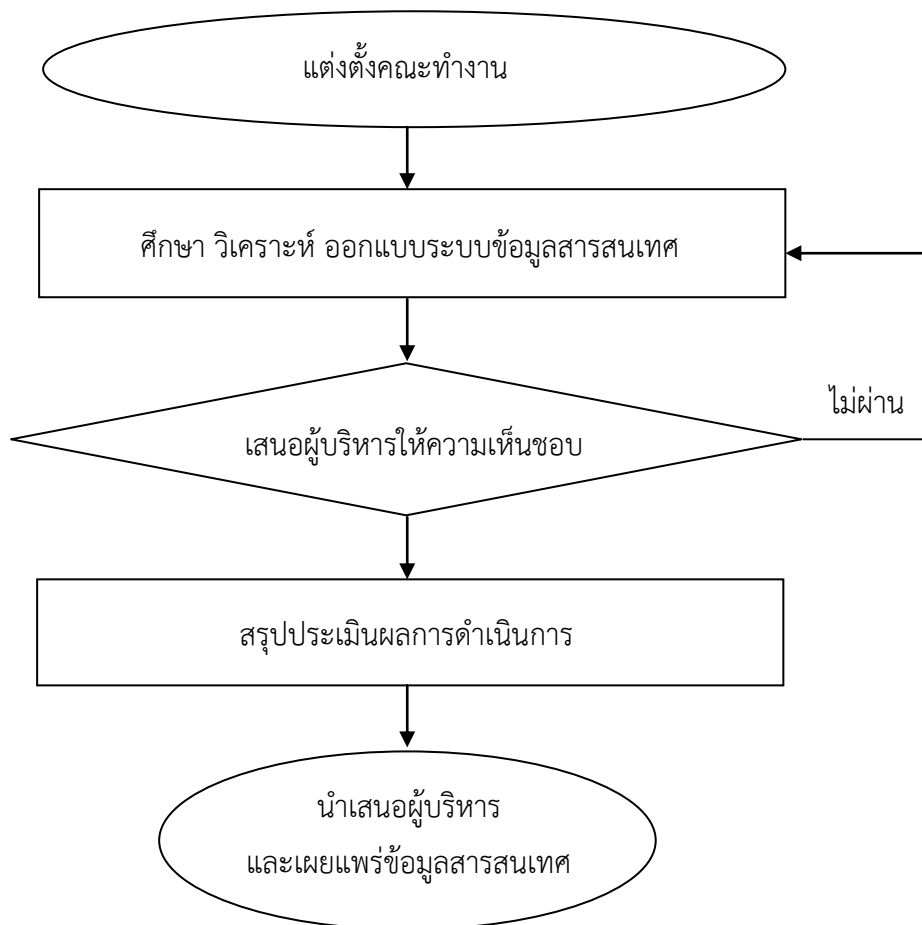 แต่งตั้งคณะทำงาน
ศึกษา วิเคราะห์ ออกแบบระบบข้อมูลสารสนเทศ
ไม่ผ่าน
เสนอผู้บริหารให้ความเห็นชอบ
สรุปประเมินผลการดำเนินการ
นำเสนอผู้บริหาร
และเผยแพร่ข้อมูลสารสนเทศ